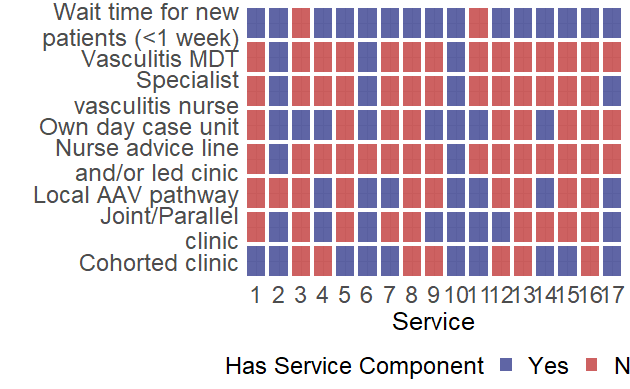 Wait time for new
patients (<1 week)
Vasculitis MDT
Specialist
vasculitis nurse
Own day case unit
Nurse advice line
and/or led cinic
Local AAV pathway
Joint/Parallel
clinic
Cohorted clinic
1 2 3 4 5 6 7 8 9 10 11 12 13 14 15 16 17
Service
Has Service Component Yes N